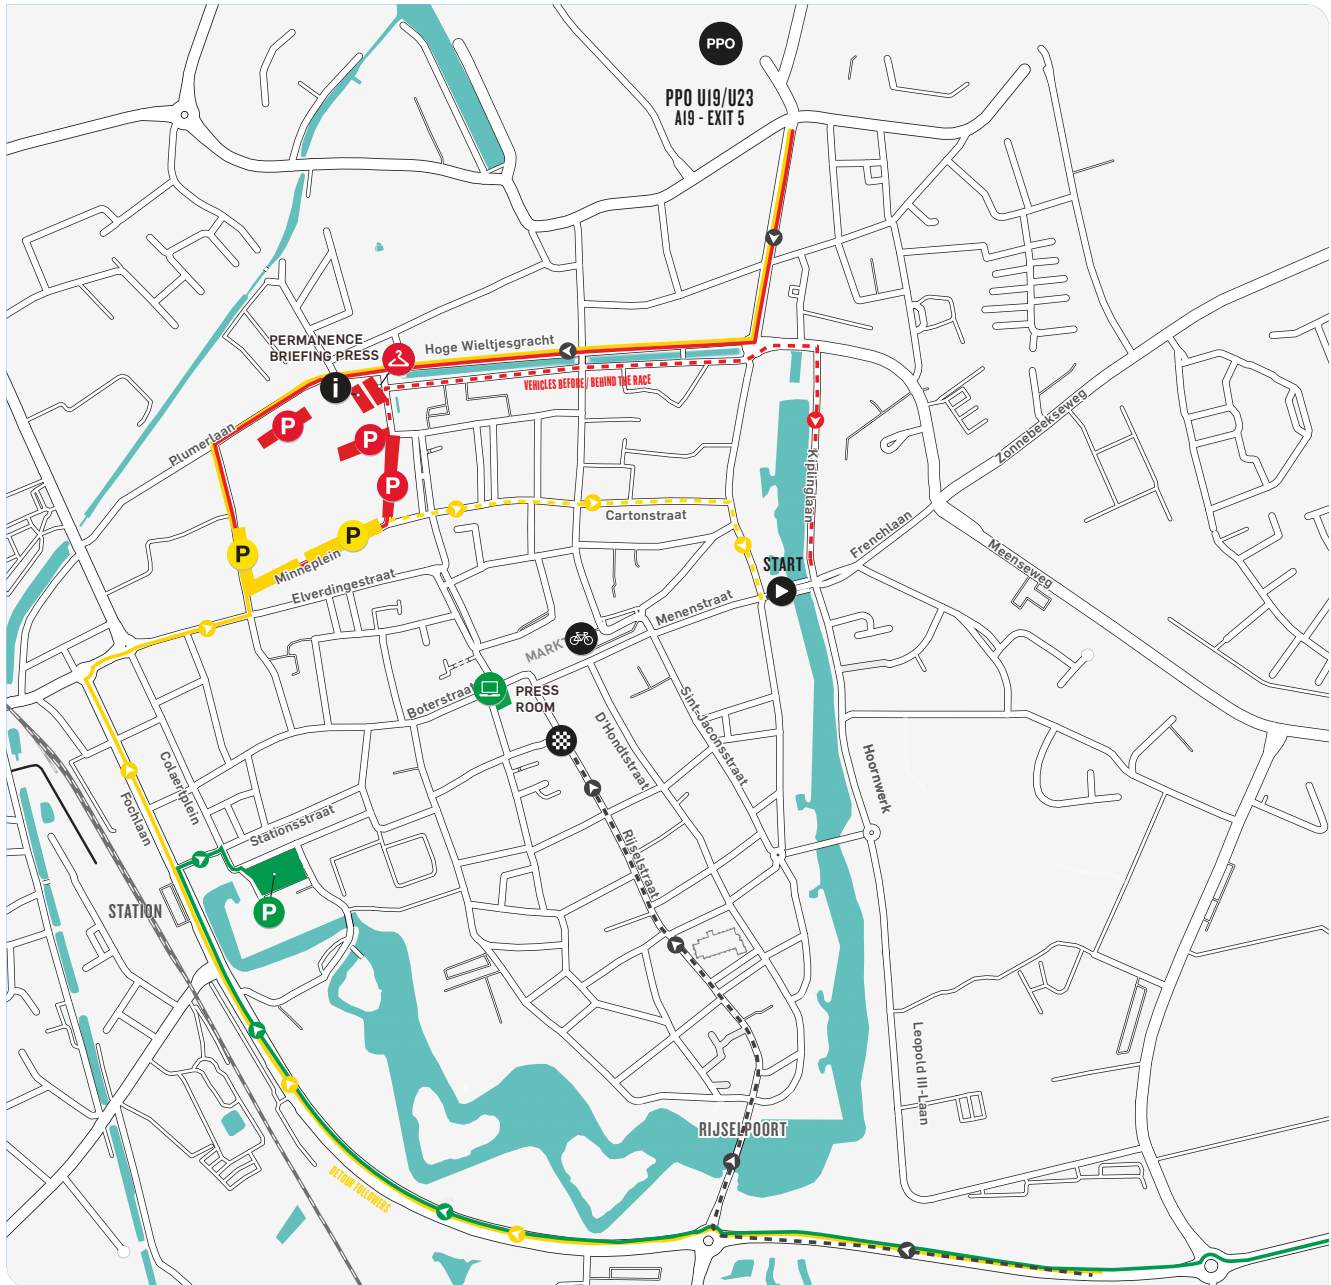 PPO
PPO U19/U23
A19 - EXIT 5
PERMANENCE
BRIEFING PRESS
Hoge Wieltjesgracht
VEHICLES BEFORE / BEHIND THE RACE
i
P
P
P
Plumerlaan
Kiplinglaan
Zonnebeekseweg
P
P
Cartonstraat
Minneplein
Elverdingestraat
Frenchlaan
Meenseweg
START
Menenstraat
MARKT
Boterstraat
PRESS
ROOM
Sint-Jaconsstraat
D'Hondtstraat
Colaertplein
Fochlaan
Stationsstraat
Hoornwerk
Rijselstraat
STATION
P
Leopold III-Laan
RIJSELPOORT
DETOUR FOLLOWERS